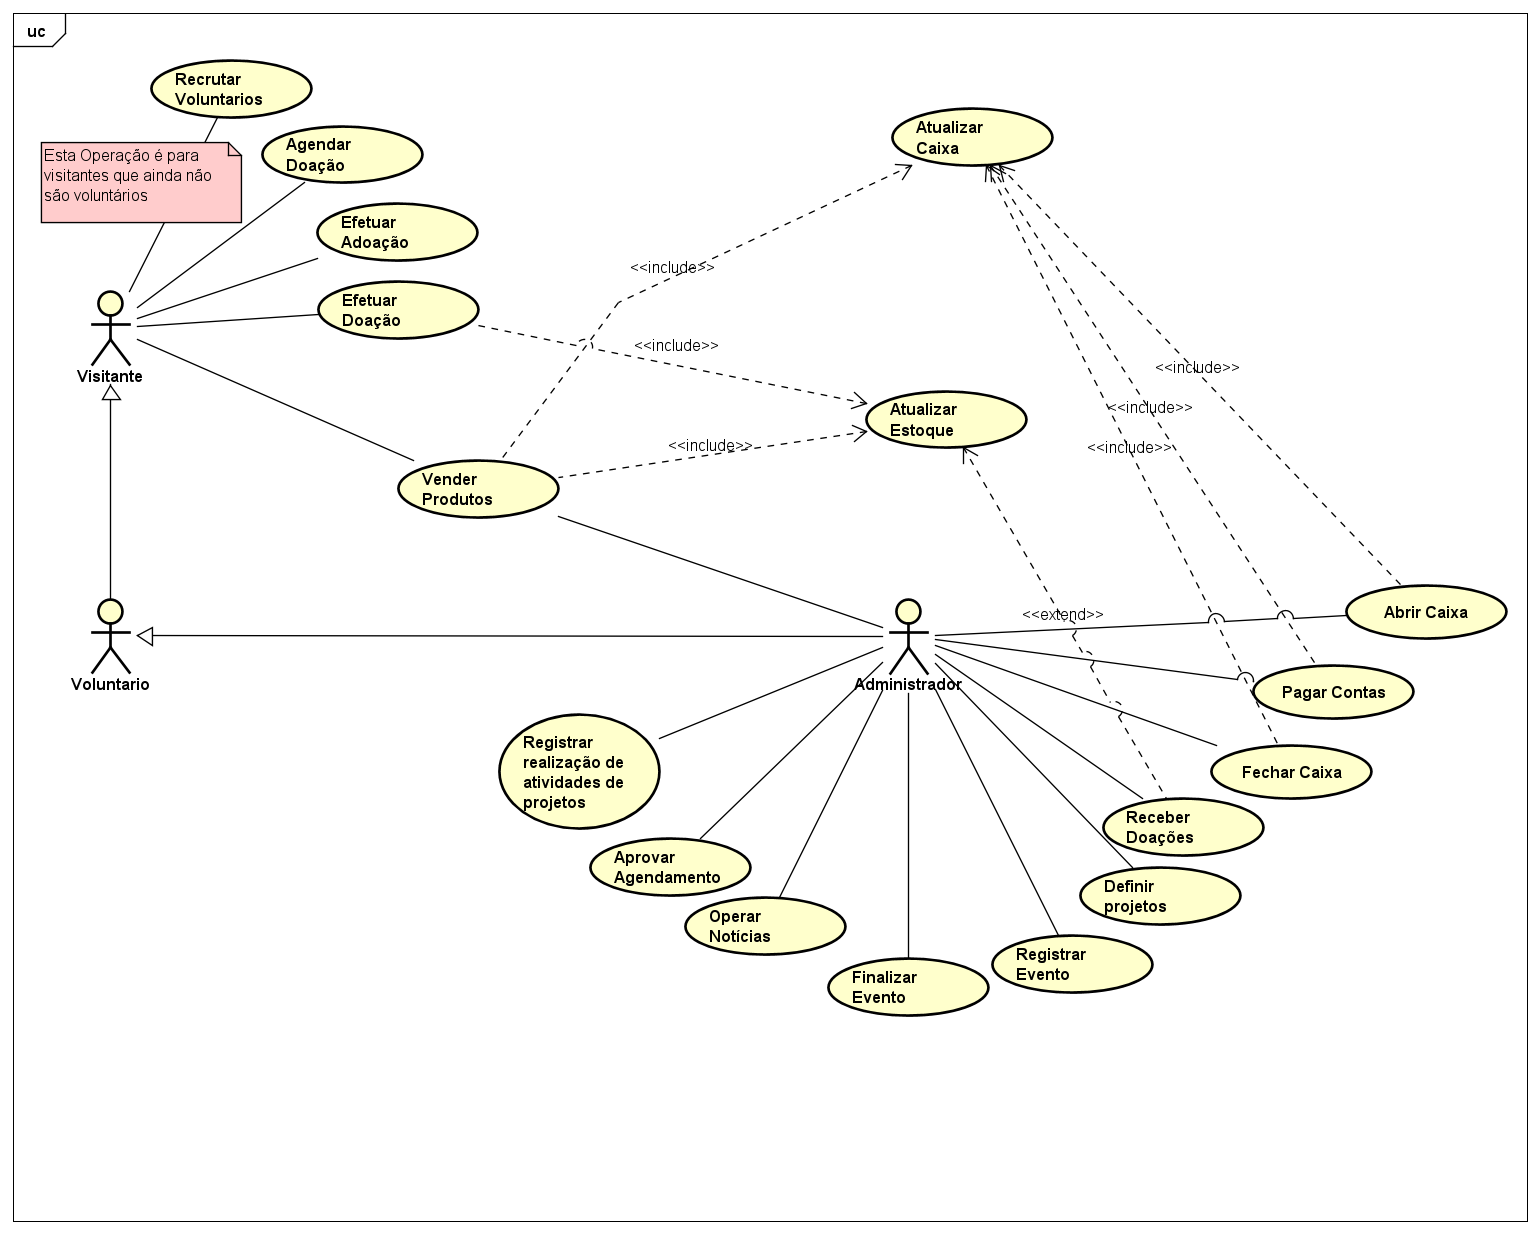 uc
Recrutar
Voluntarios
Esta Operação é para
visitantes que ainda não
são voluntários
Agendar
Doação
Efetuar
Adoação
Efetuar
Doação
Visitante
Atualizar
Caixa
<<include>>
<<include>>
<<include>>
<<include>>
<<include>>
<<include>>
Atualizar
Estoque
Vender
Produtos
<<extend>>
Abrir Caixa
Voluntario
Administrador
Pagar Contas
Registrar
realização de
atividades de
projetos
Fechar Caixa
Receber
Doações
Aprovar
Agendamento
Definir
projetos
Operar
Notícias
Registrar
Evento
Finalizar
Evento